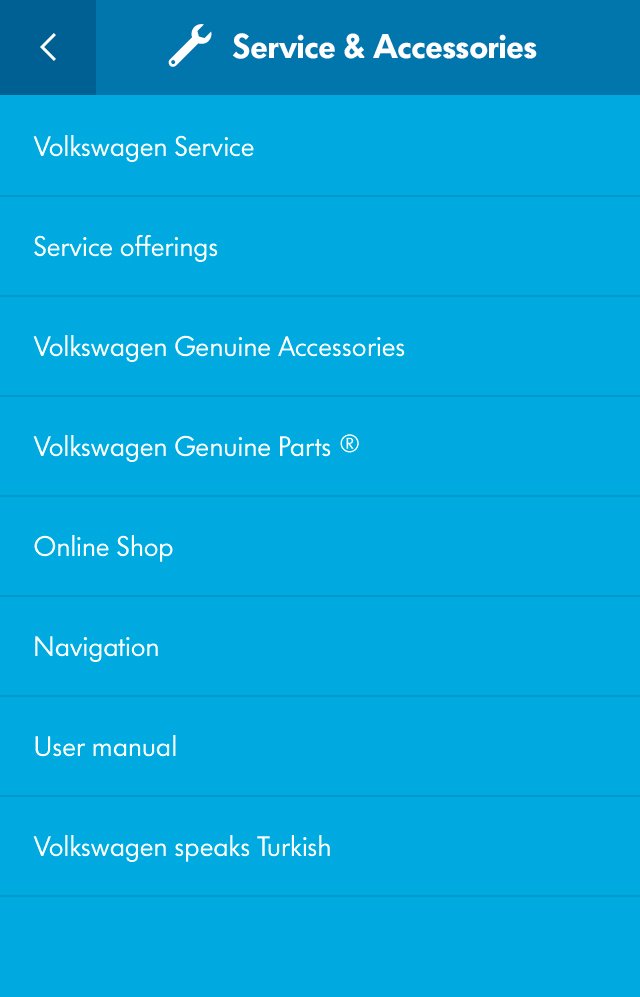 Service & Accessories
Volkswagen Service
Service offerings
Volkswagen Genuine Accessories
Volkswagen Genuine Parts ®
Online Shop
Navigation
User manual
Volkswagen speaks Turkish